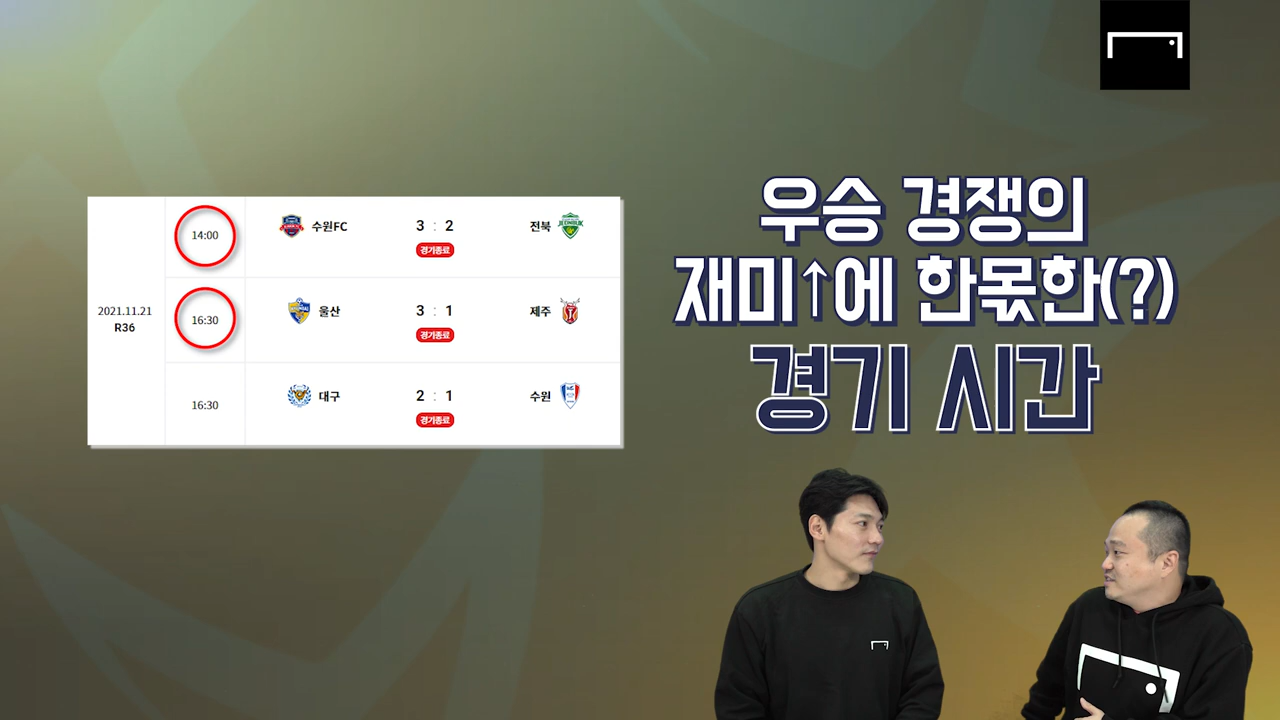 14:00
수원FC
3 : 2
전북
경기종료
2021.11.21
R36
16:30
울산
3 : 1
제주
경기종료
16:30
대구
2 : 1
수원
경기종료
우승 경쟁의
재미↑에 한몫한(?)
경기 시간